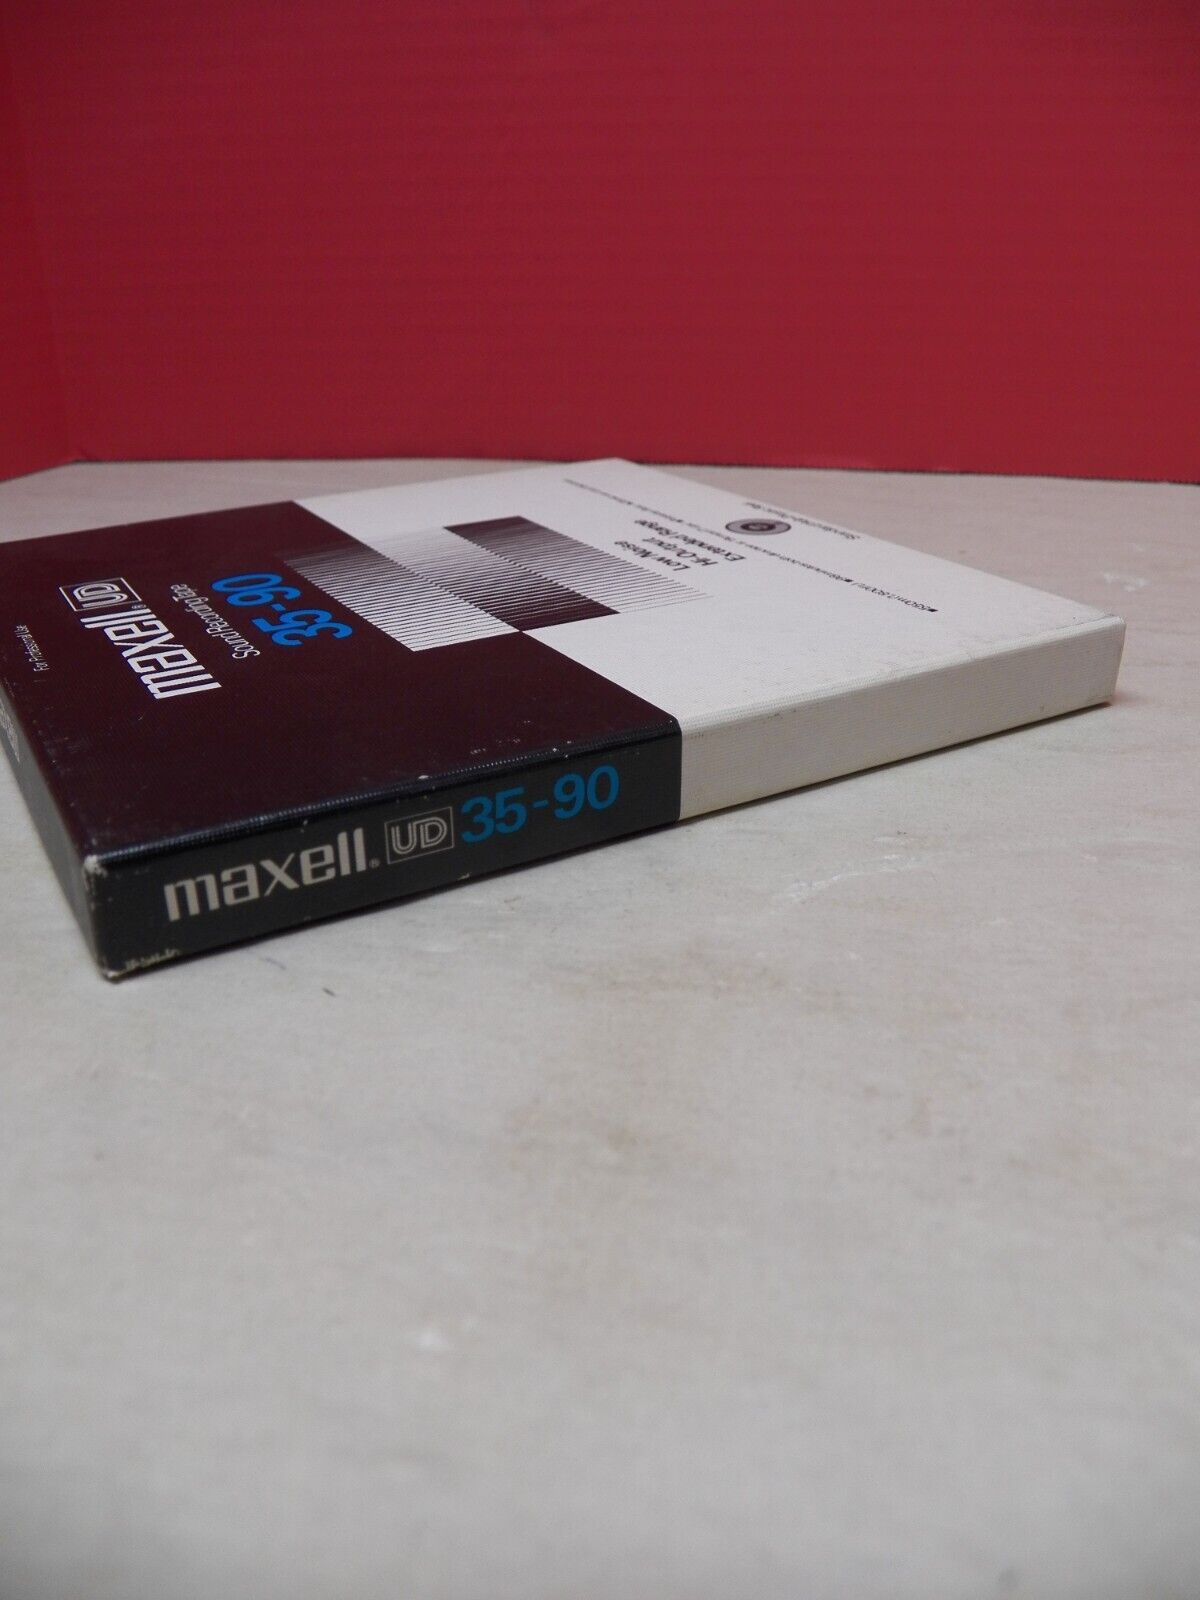 maxell® UD 35-90
maxell® UD
35-90
Sound Recording Tape
For Professional Use
Low Noise
Hi-Output
Extended Range